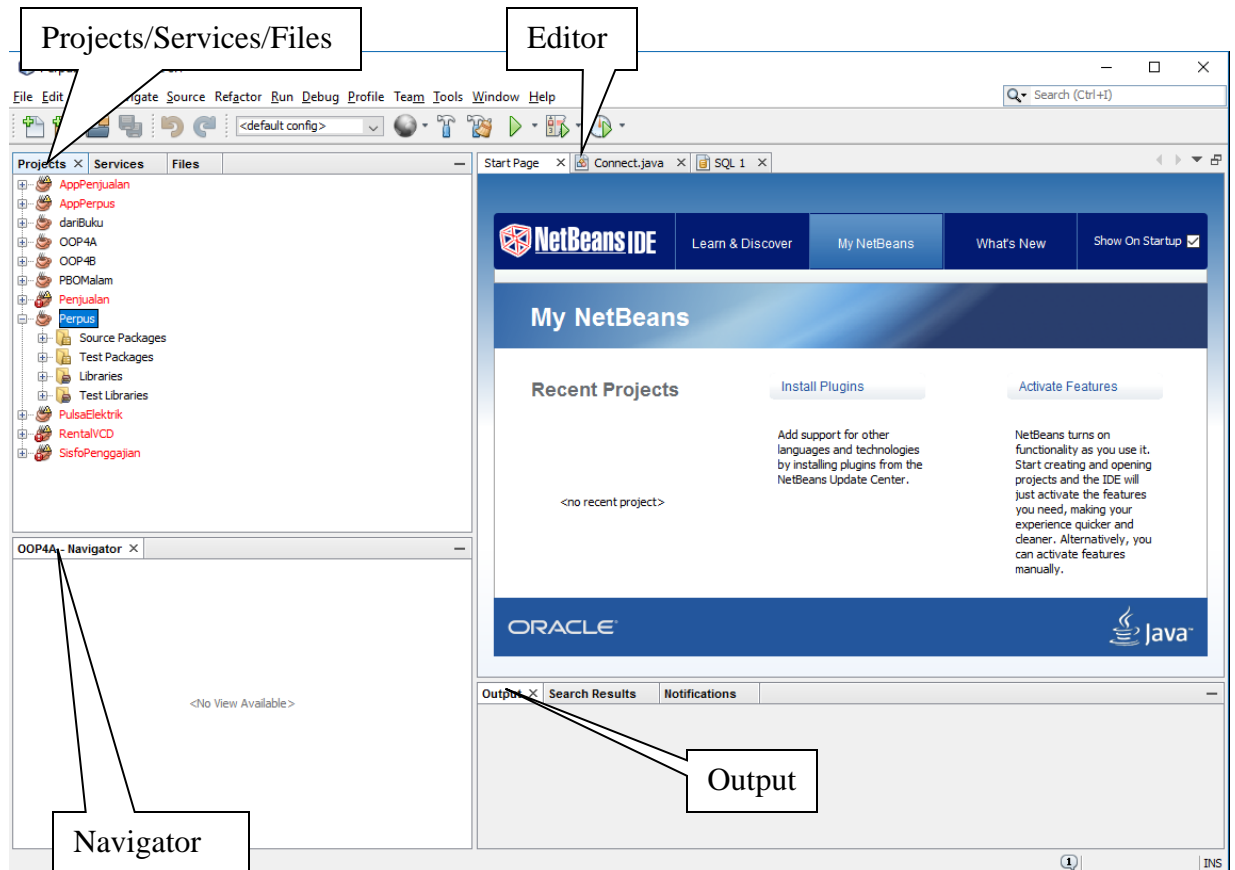 Projects/Services/Files
Editor
File Edit Source Refactor Run Debug Profile Team Tools Window Help
Search (Ctrl+I)
<default config>
Projects Services Files
Start Page Connect.java SQL 1
AppPenjualan
AppPerpus
dariBuku
OOP4A
OOP4B
PBOMalam
Penjualan
Perpus
Source Packages
Test Packages
Libraries
Test Libraries
PulsaElektrik
RentalVCD
SisfoPenggajian
NetBeans IDE
Learn & Discover
My NetBeans
What's New
Show On Startup
My NetBeans
Recent Projects
<no recent project>
Install Plugins
Add support for other
languages and technologies
by installing plugins from the
NetBeans Update Center.
Activate Features
NetBeans turns on
functionality as you use it.
Start creating and opening
projects and the IDE will
just activate the features
you need, making your
experience quicker and
cleaner. Alternatively, you
can activate features
manually.
ORACLE
Java
OOP4A - Navigator
<No View Available>
Output Search Results Notifications
Output
Navigator
1
INS